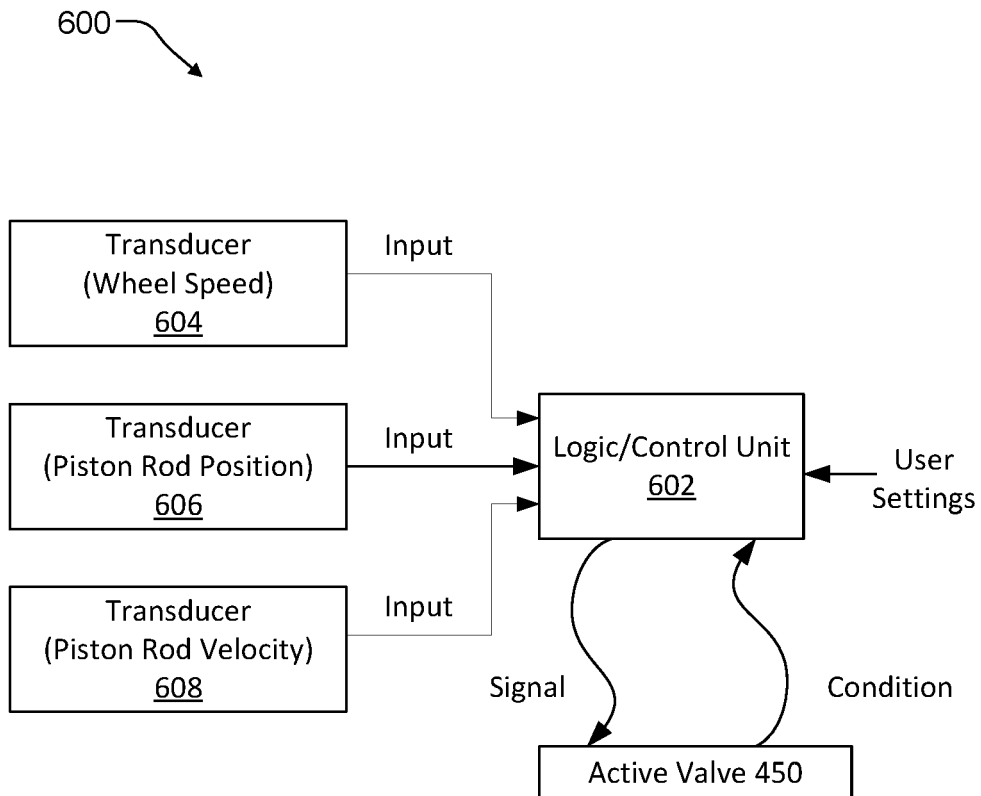 600
Transducer
(Wheel Speed)
604
Input
Transducer
(Piston Rod Position)
606
Input
Logic/Control Unit
602
User
Settings
Transducer
(Piston Rod Velocity)
608
Input
Signal
Condition
Active Valve 450